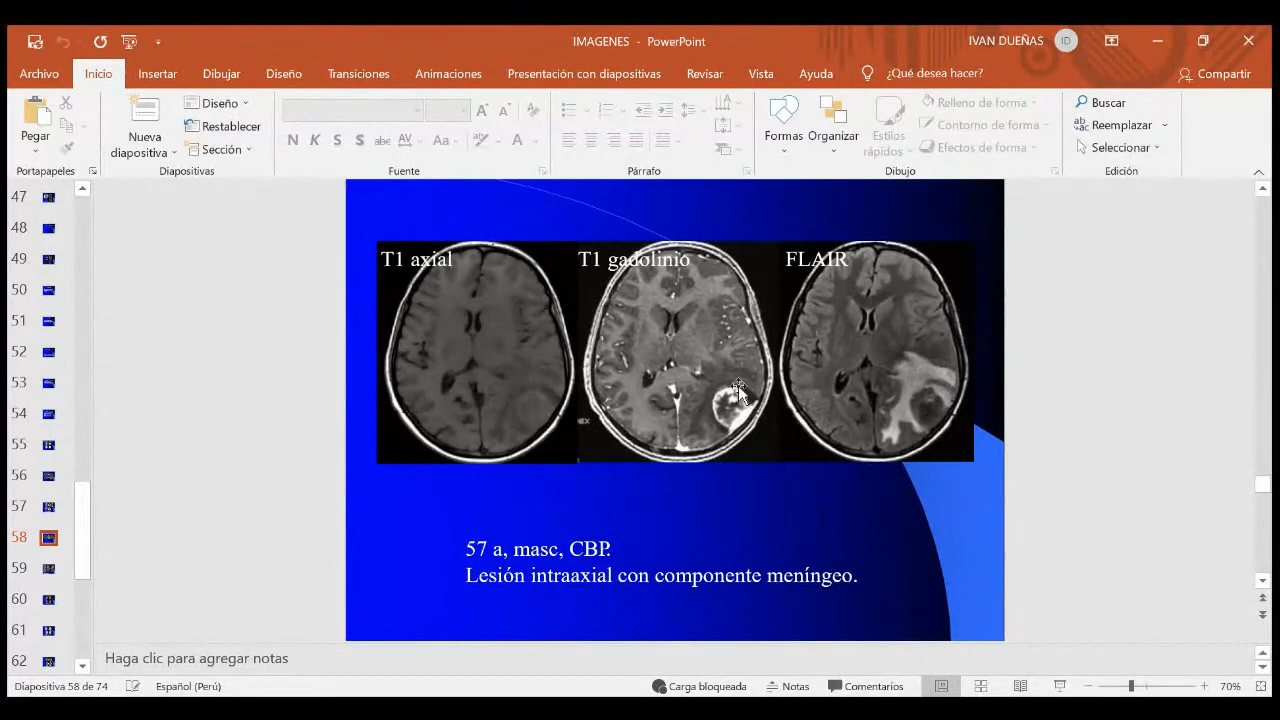 IMAGENES - PowerPoint
IVAN DUEÑAS
ID
Archivo
Inicio
Insertar
Dibujar
Diseño
Transiciones
Animaciones
Presentación con diapositivas
Revisar
Vista
Ayuda
¿Qué desea hacer?
Compartir
Pegar
Nueva
diapositiva
Diseño
Restablecer
Sección
N K S S abc AV Aa A
Formas
Organizar
Estilos
rápidos
Relleno de forma
Contorno de forma
Efectos de forma
Buscar
Reemplazar
Seleccionar
Portapapeles
Diapositivas
Fuente
Párrafo
Dibujo
Edición
47
48
49
50
51
52
53
54
55
56
57
58
59
60
61
62
T1 axial
T1 gadolinio
FLAIR
57 a, masc, CBP.
Lesión intraaxial con componente meníngeo.
Haga clic para agregar notas
Diapositiva 58 de 74
Español (Perú)
Carga bloqueada
Notas
Comentarios
70%